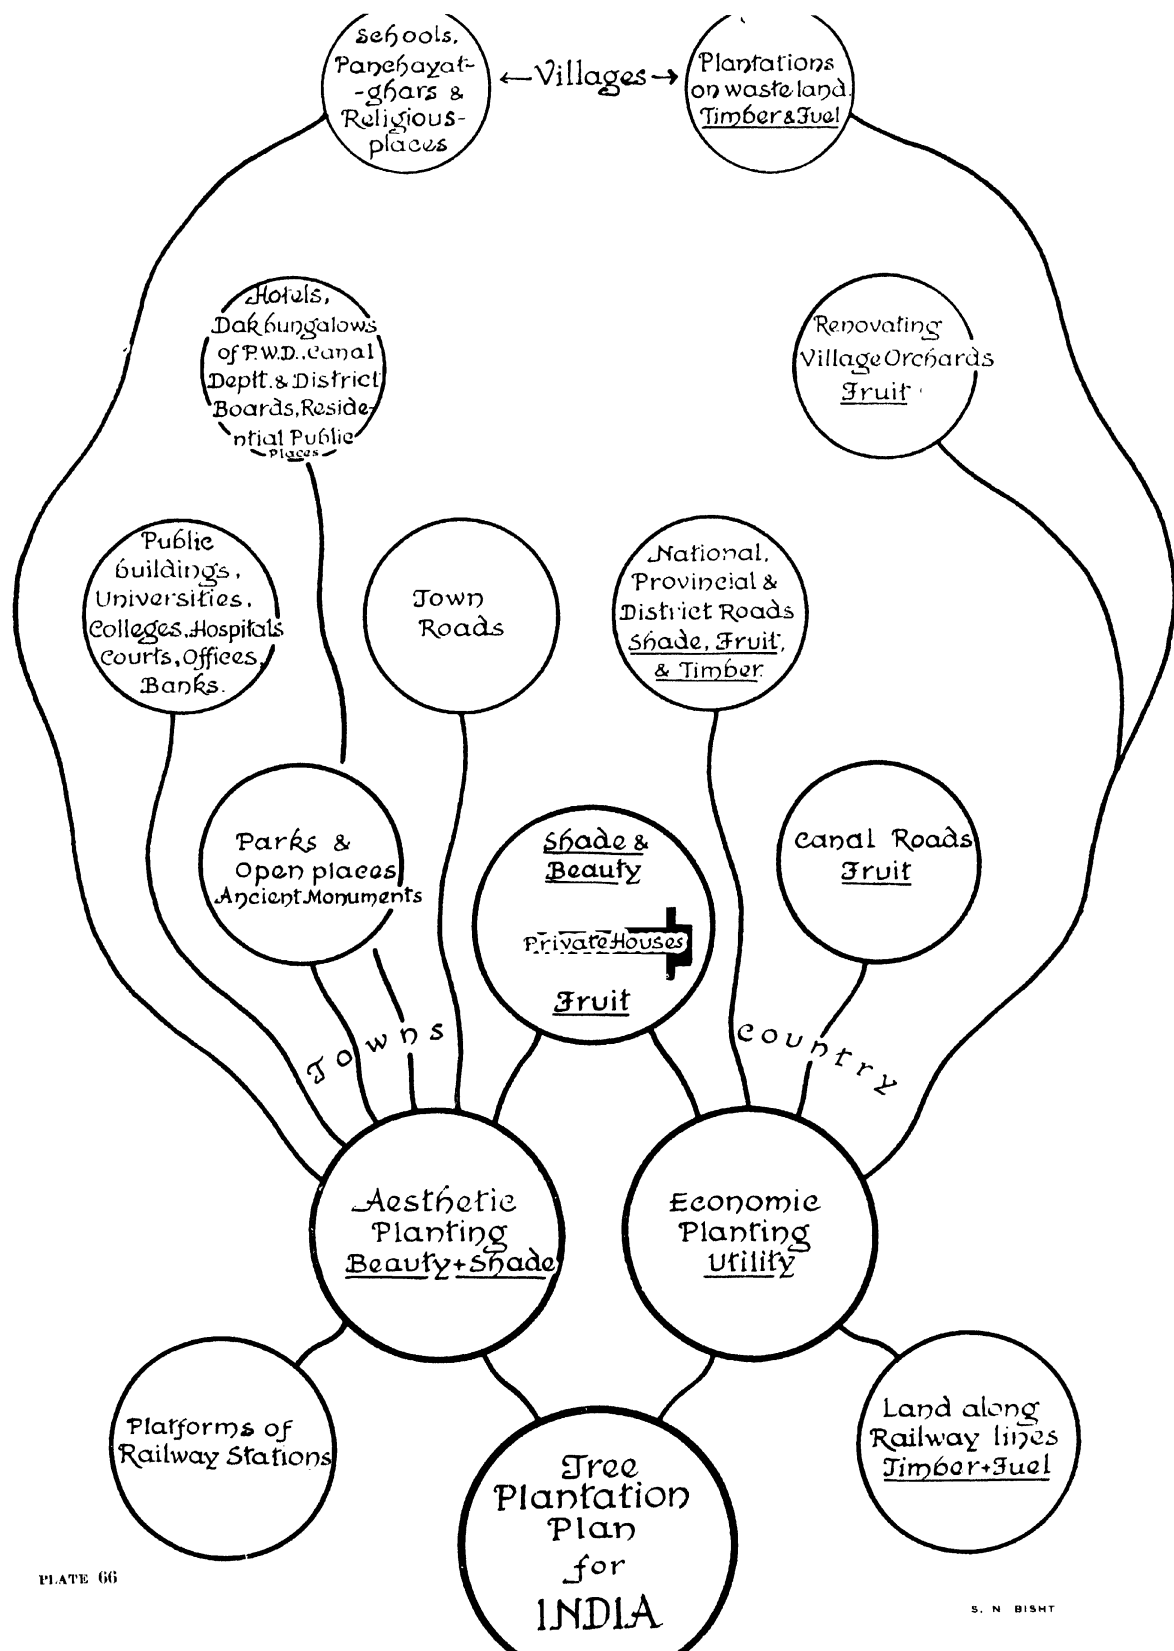 Schools,
Panchayat-
-ghars &
Religious-
places
←Villages→
Plantations
on waste land.
Timber & Fuel
Hotels,
Dak bungalows
of P.W.D., Canal
Deptt. & District
Boards, Reside-
ntial Public
Places
Renovating
Village Orchards
Fruit
Public
buildings,
Universities,
Colleges, Hospitals
Courts, Offices,
Banks.
Town
Roads
National,
Provincial &
District Roads
Shade, Fruit,
& Timber.
Parks &
Open places
Ancient Monuments
Shade &
Beauty
Private Houses
Fruit
Canal Roads
Fruit
Towns
Country
Aesthetic
Planting
Beauty + Shade
Economic
Planting
Utility
Platforms of
Railway Stations
Land along
Railway lines
Timber + Fuel
Tree
Plantation
Plan
for
INDIA
PLATE 66
S. N BISHT